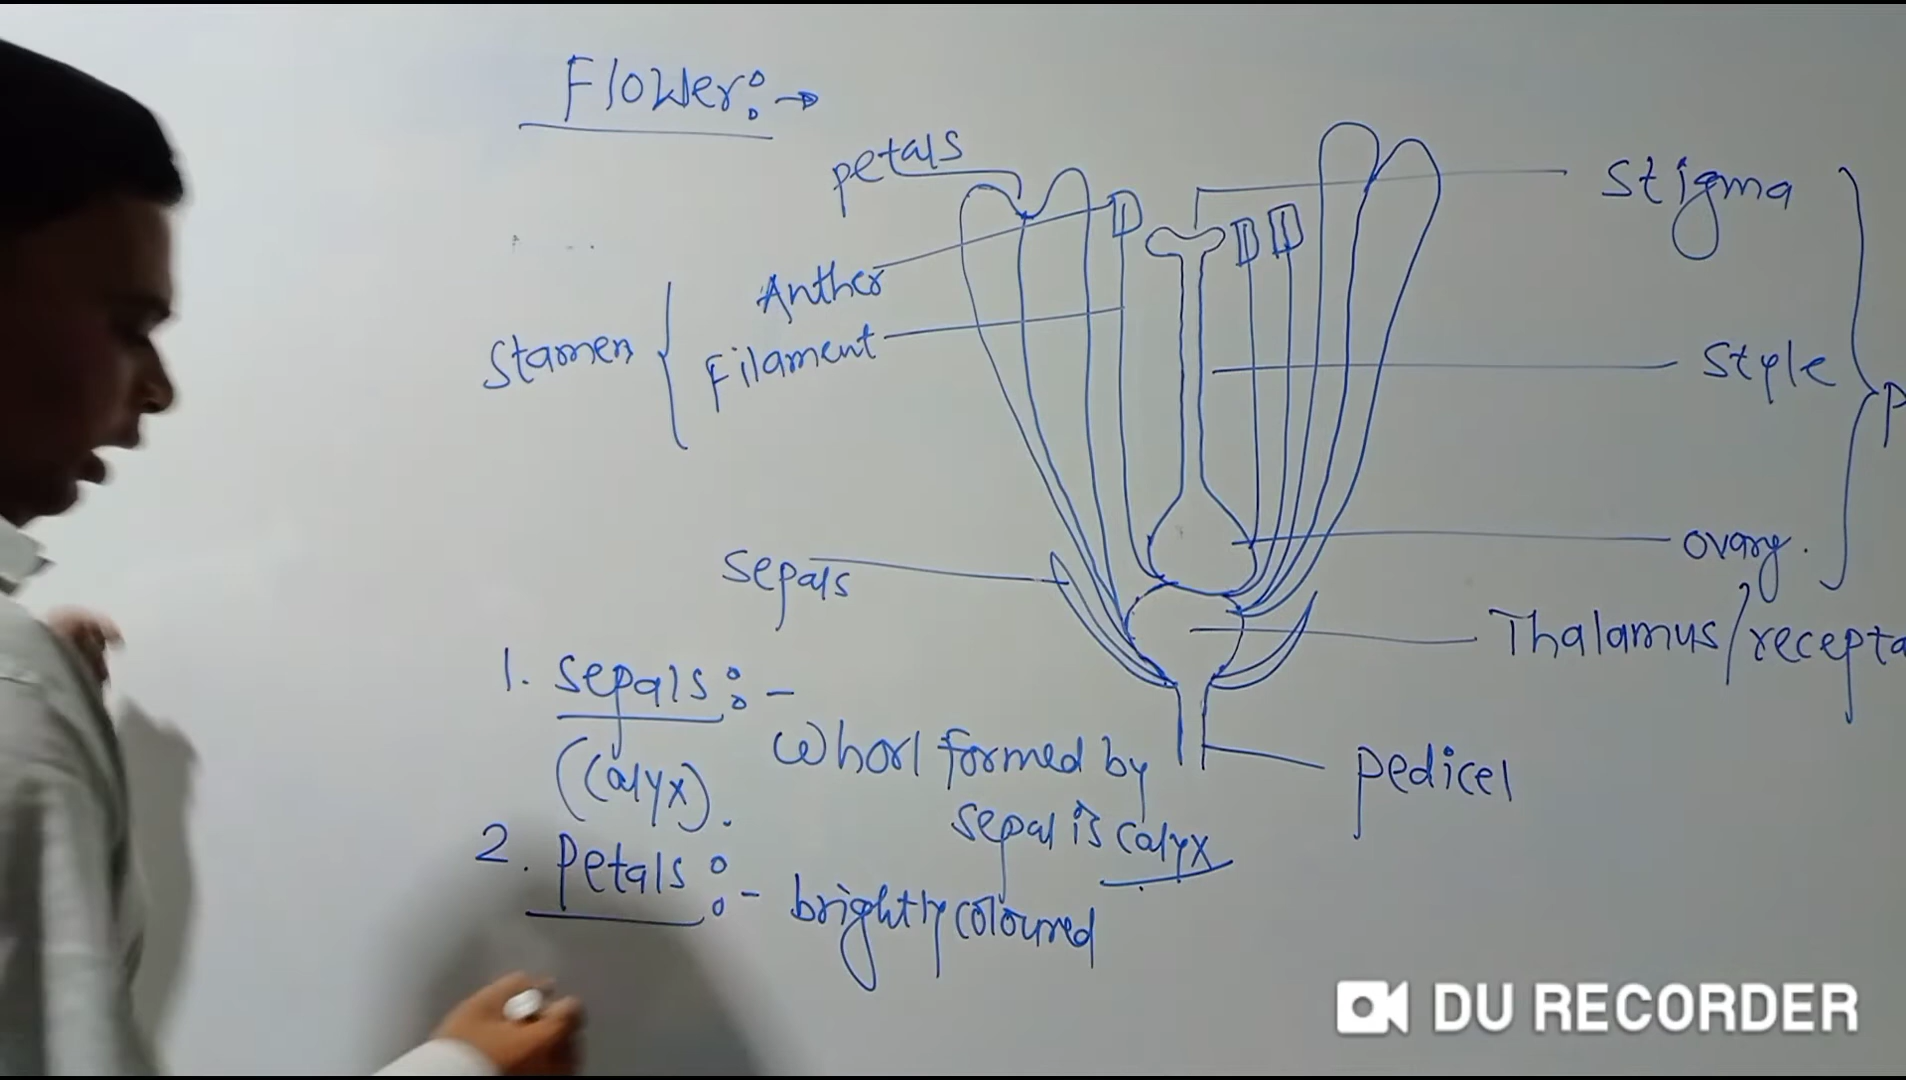 Flower:→
petals
Stigma
Anther
Stamen
Filament
Style
P
Sepals
ovary.
Thalamus/recepta
1. Sepals :-
(Calyx).
Whorl formed by
sepal is calyx
pedicel
2. Petals :- brightly coloured
DU RECORDER